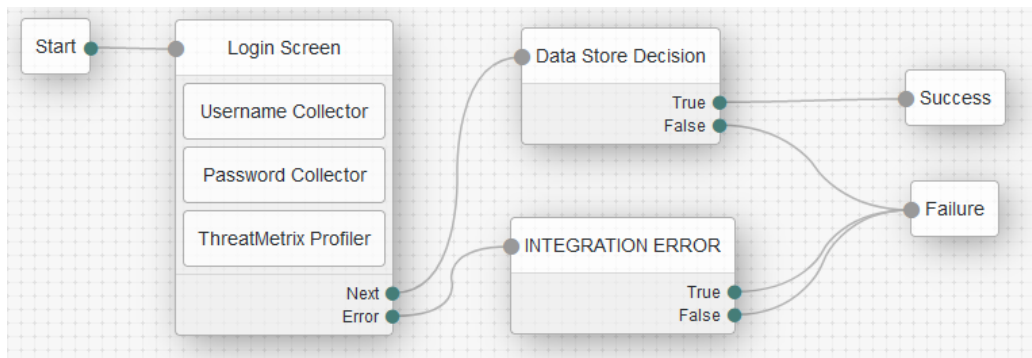 Start
Login Screen
Username Collector
Password Collector
ThreatMetrix Profiler
Next
Error
Data Store Decision
True
False
INTEGRATION ERROR
True
False
Success
Failure